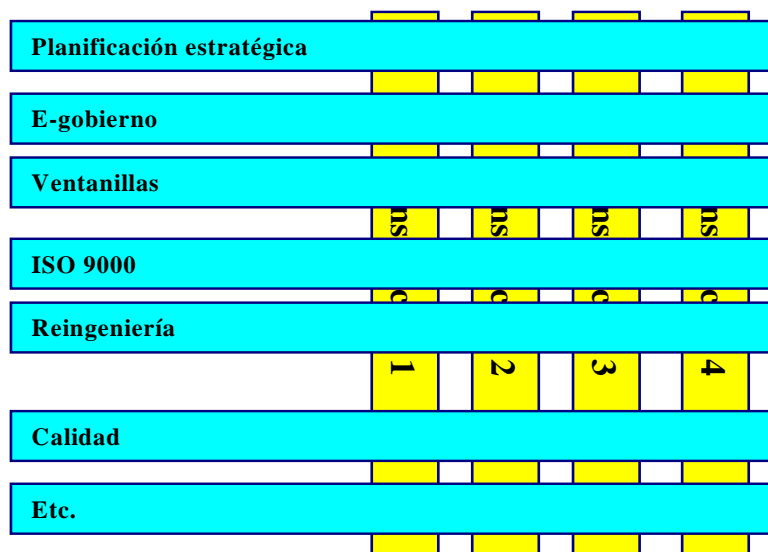 Planificación estratégica
E-gobierno
Ventanillas
ISO 9000
Reingeniería
1
2
3
4
Calidad
Etc.